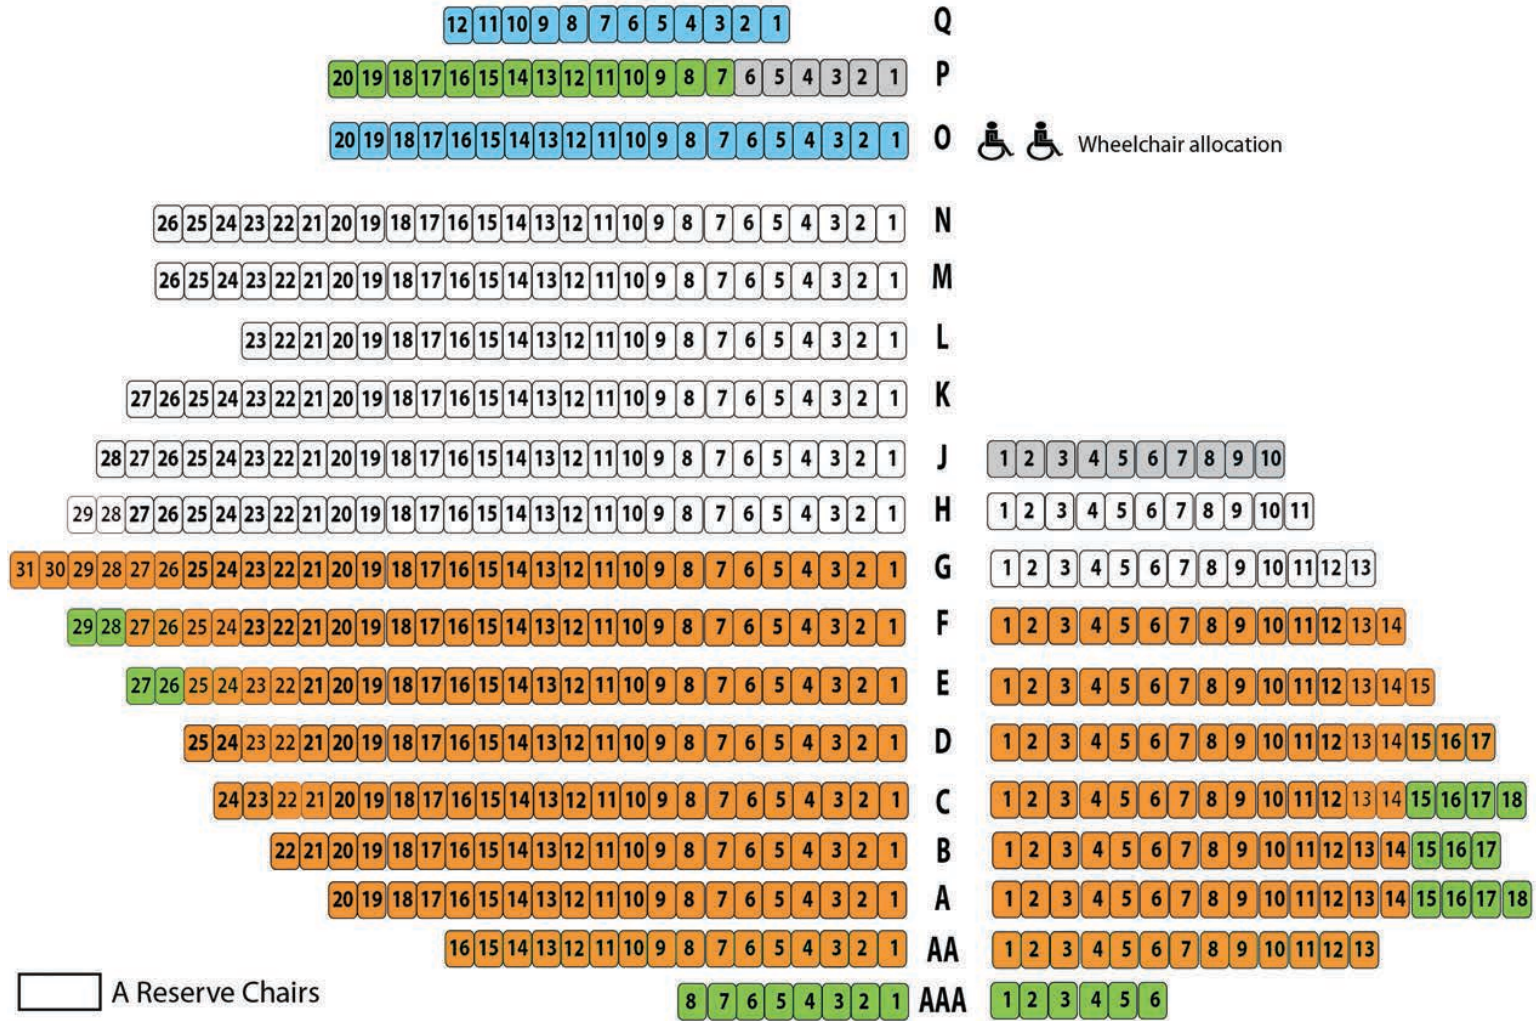 12 11 10 9 8 7 6 5 4 3 2 1 Q
20 19 18 17 16 15 14 13 12 11 10 9 8 7 6 5 4 3 2 1 P
20 19 18 17 16 15 14 13 12 11 10 9 8 7 6 5 4 3 2 1 O Wheelchair allocation
26 25 24 23 22 21 20 19 18 17 16 15 14 13 12 11 10 9 8 7 6 5 4 3 2 1 N
26 25 24 23 22 21 20 19 18 17 16 15 14 13 12 11 10 9 8 7 6 5 4 3 2 1 M
23 22 21 20 19 18 17 16 15 14 13 12 11 10 9 8 7 6 5 4 3 2 1 L
27 26 25 24 23 22 21 20 19 18 17 16 15 14 13 12 11 10 9 8 7 6 5 4 3 2 1 K
28 27 26 25 24 23 22 21 20 19 18 17 16 15 14 13 12 11 10 9 8 7 6 5 4 3 2 1 J 1 2 3 4 5 6 7 8 9 10
29 28 27 26 25 24 23 22 21 20 19 18 17 16 15 14 13 12 11 10 9 8 7 6 5 4 3 2 1 H 1 2 3 4 5 6 7 8 9 10 11
31 30 29 28 27 26 25 24 23 22 21 20 19 18 17 16 15 14 13 12 11 10 9 8 7 6 5 4 3 2 1 G 1 2 3 4 5 6 7 8 9 10 11 12 13
29 28 27 26 25 24 23 22 21 20 19 18 17 16 15 14 13 12 11 10 9 8 7 6 5 4 3 2 1 F 1 2 3 4 5 6 7 8 9 10 11 12 13 14
27 26 25 24 23 22 21 20 19 18 17 16 15 14 13 12 11 10 9 8 7 6 5 4 3 2 1 E 1 2 3 4 5 6 7 8 9 10 11 12 13 14 15
25 24 23 22 21 20 19 18 17 16 15 14 13 12 11 10 9 8 7 6 5 4 3 2 1 D 1 2 3 4 5 6 7 8 9 10 11 12 13 14 15 16 17
24 23 22 21 20 19 18 17 16 15 14 13 12 11 10 9 8 7 6 5 4 3 2 1 C 1 2 3 4 5 6 7 8 9 10 11 12 13 14 15 16 17 18
22 21 20 19 18 17 16 15 14 13 12 11 10 9 8 7 6 5 4 3 2 1 B 1 2 3 4 5 6 7 8 9 10 11 12 13 14 15 16 17
20 19 18 17 16 15 14 13 12 11 10 9 8 7 6 5 4 3 2 1 A 1 2 3 4 5 6 7 8 9 10 11 12 13 14 15 16 17 18
16 15 14 13 12 11 10 9 8 7 6 5 4 3 2 1 AA 1 2 3 4 5 6 7 8 9 10 11 12 13
A Reserve Chairs
8 7 6 5 4 3 2 1 AAA 1 2 3 4 5 6